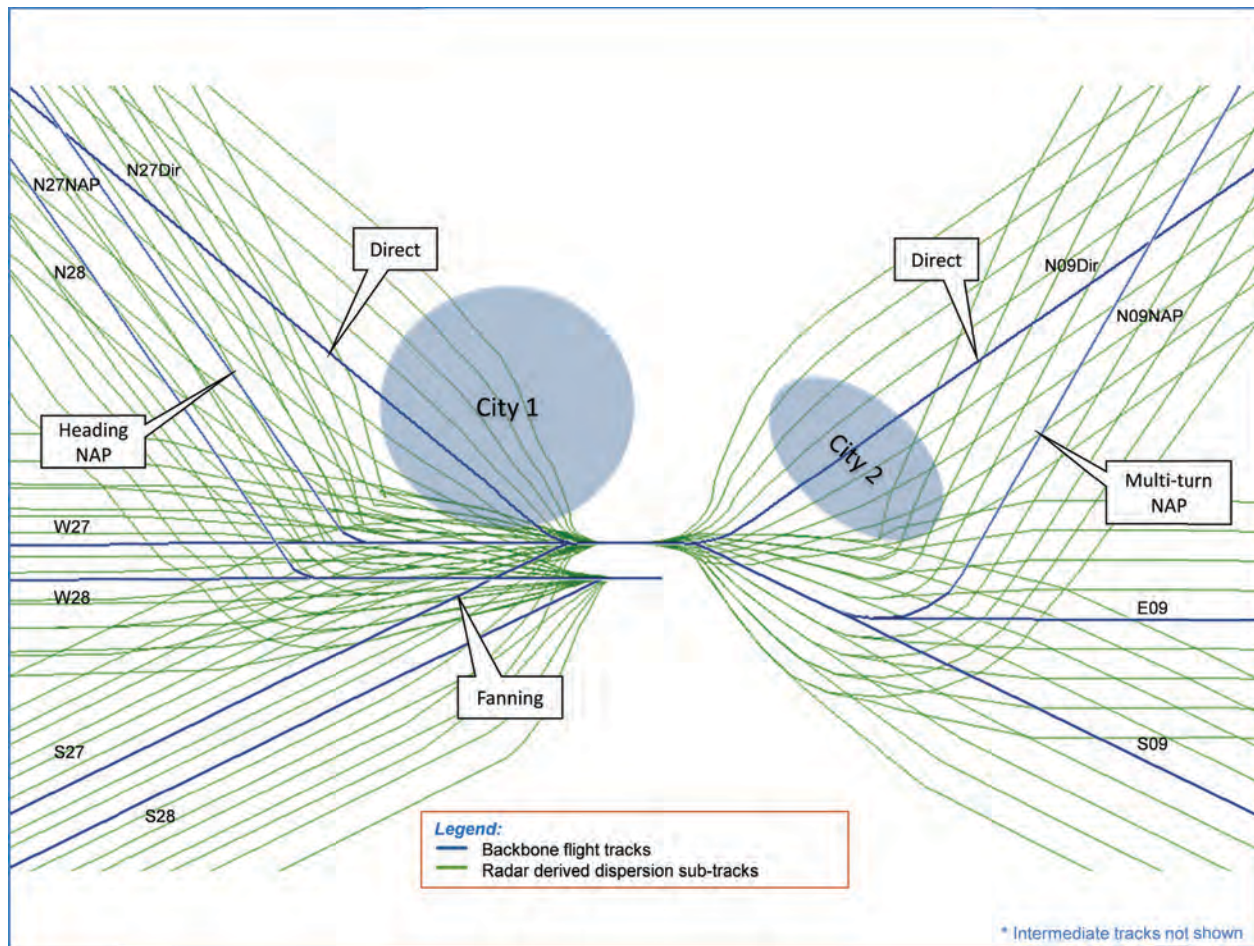 N27Dir
N27NAP
Direct
Direct
N28
N09Dir
N09NAP
City 1
Heading
NAP
City 2
Multi-turn
NAP
W27
W28
E09
Fanning
S27
S09
S28
Legend:
Backbone flight tracks
Radar derived dispersion sub-tracks
* Intermediate tracks not shown